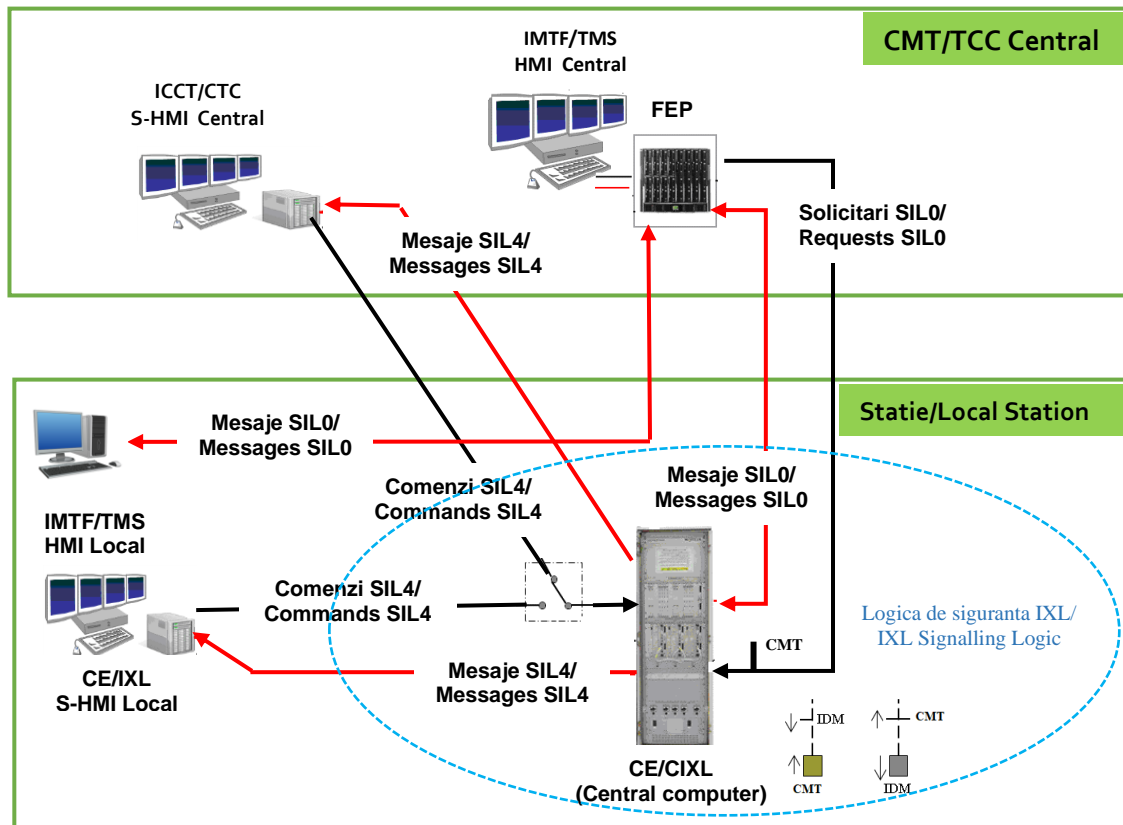 CMT/TCC Central
IMTF/TMS
HMI Central
ICCT/CTC
S-HMI Central
FEP
Solicitari SIL0/
Requests SIL0
Mesaje SIL4/
Messages SIL4
Statie/Local Station
Mesaje SIL0/
Messages SIL0
Mesaje SIL0/
Messages SIL0
Comenzi SIL4/
Commands SIL4
IMTF/TMS
HMI Local
Comenzi SIL4/
Commands SIL4
Logica de siguranta IXL/
IXL Signalling Logic
CMT
Mesaje SIL4/
Messages SIL4
CE/IXL
S-HMI Local
IDM
CMT
CMT
IDM
CE/CIXL
(Central computer)